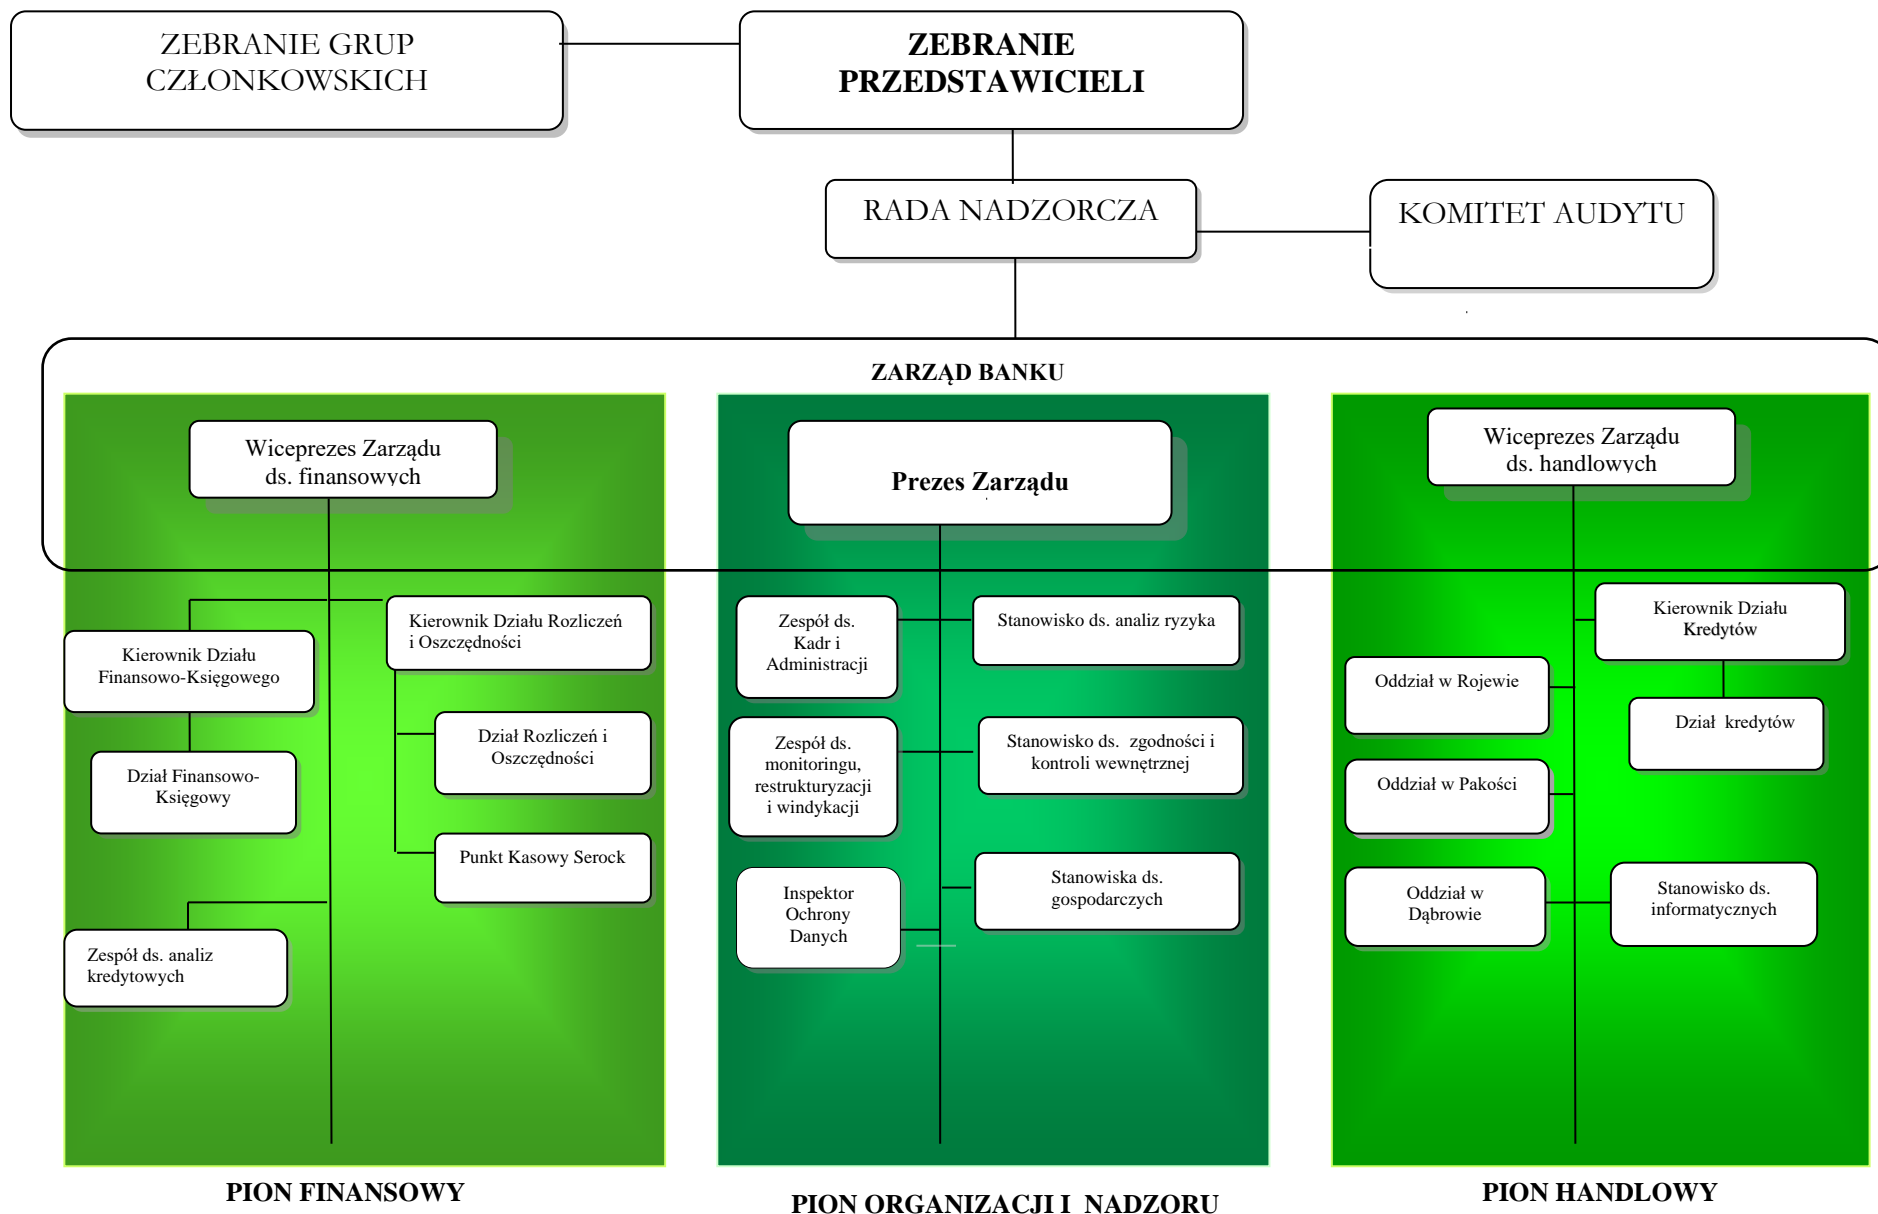 ZEBRANIE GRUP
CZŁONKOWSKICH
ZEBRANIE
PRZEDSTAWICIELI
RADA NADZORCZA
KOMITET AUDYTU
ZARZĄD BANKU
Wiceprezes Zarządu
ds. finansowych
Prezes Zarządu
Wiceprezes Zarządu
ds. handlowych
Kierownik Działu
Finansowo-Księgowego
Dział Finansowo-
Księgowy
Kierownik Działu Rozliczeń
i Oszczędności
Dział Rozliczeń i
Oszczędności
Punkt Kasowy Serock
Zespół ds. analiz
kredytowych
Zespół ds.
Kadr i
Administracji
Stanowisko ds. analiz ryzyka
Zespół ds.
monitoringu,
restrukturyzacji
i windykacji
Stanowisko ds.  zgodności i
kontroli wewnętrznej
Inspektor
Ochrony
Danych
Stanowiska ds.
gospodarczych
Kierownik Działu
Kredytów
Oddział w Rojewie
Dział  kredytów
Oddział w Pakości
Oddział w
Dąbrowie
Stanowisko ds.
informatycznych
PION FINANSOWY
PION ORGANIZACJI I  NADZORU
PION HANDLOWY